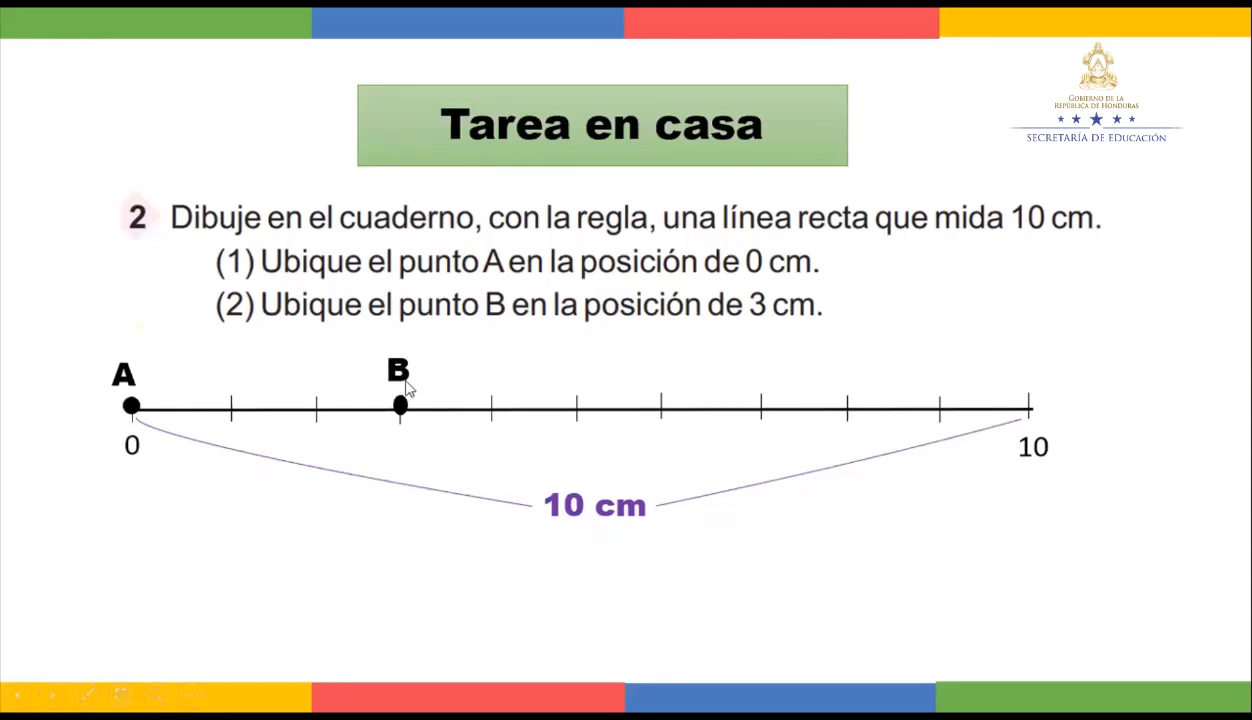 GOBIERNO DE LA
REPÚBLICA DE HONDURAS
SECRETARÍA DE EDUCACIÓN
Tarea en casa
2 Dibuje en el cuaderno, con la regla, una línea recta que mida 10 cm.
(1) Ubique el punto A en la posición de 0 cm.
(2) Ubique el punto B en la posición de 3 cm.
A B
0 10
10 cm